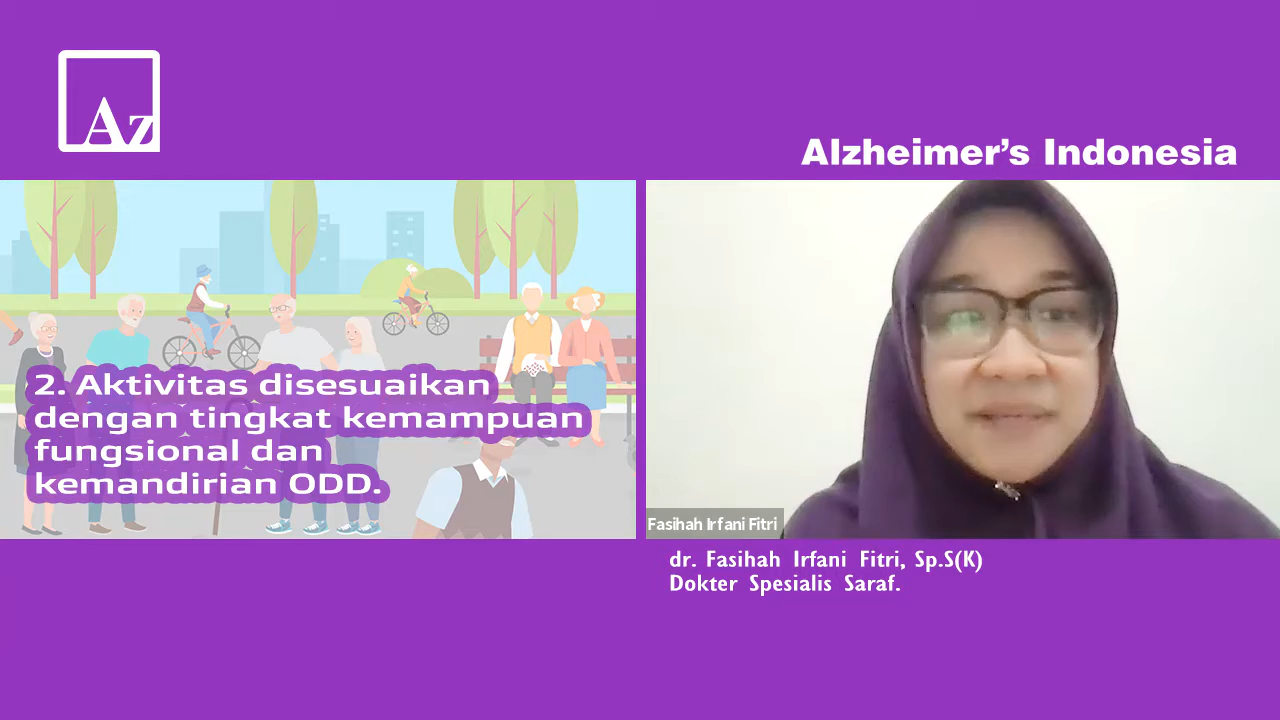 Az
Alzheimer's Indonesia
2. Aktivitas disesuaikan
dengan tingkat kemampuan
fungsional dan
kemandirian ODD.
Fasihah Irfani Fitri
dr. Fasihah Irfani Fitri, Sp.S(K)
Dokter Spesialis Saraf.